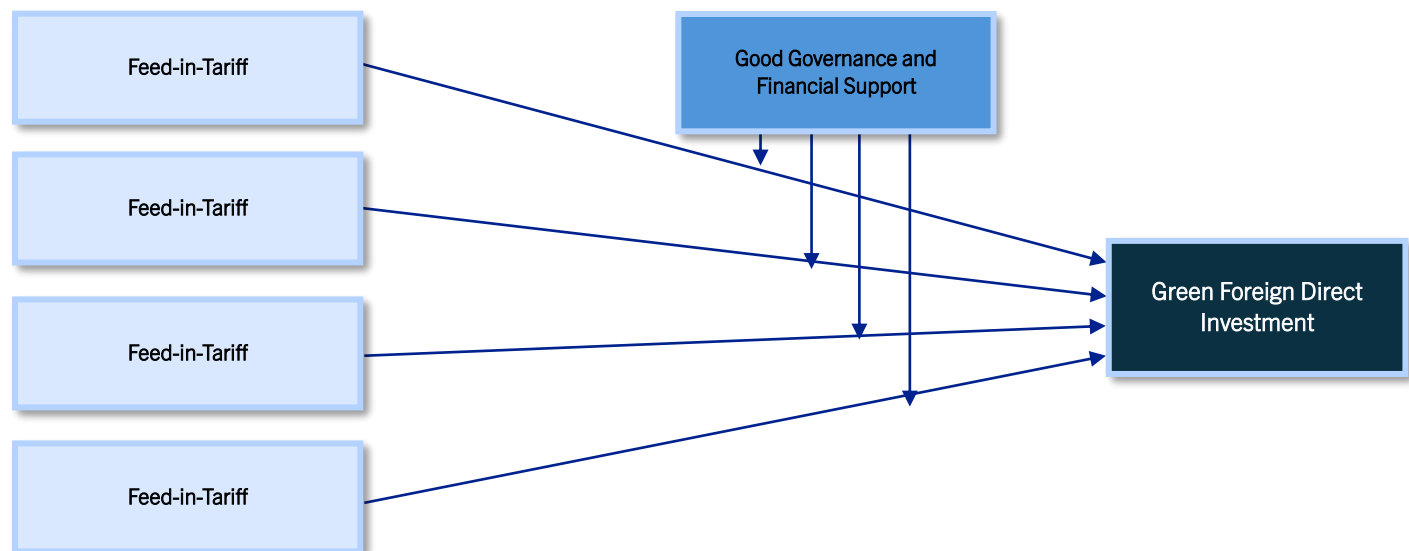 Feed-in-Tariff
Good Governance and
Financial Support
Feed-in-Tariff
Green Foreign Direct
Investment
Feed-in-Tariff
Feed-in-Tariff